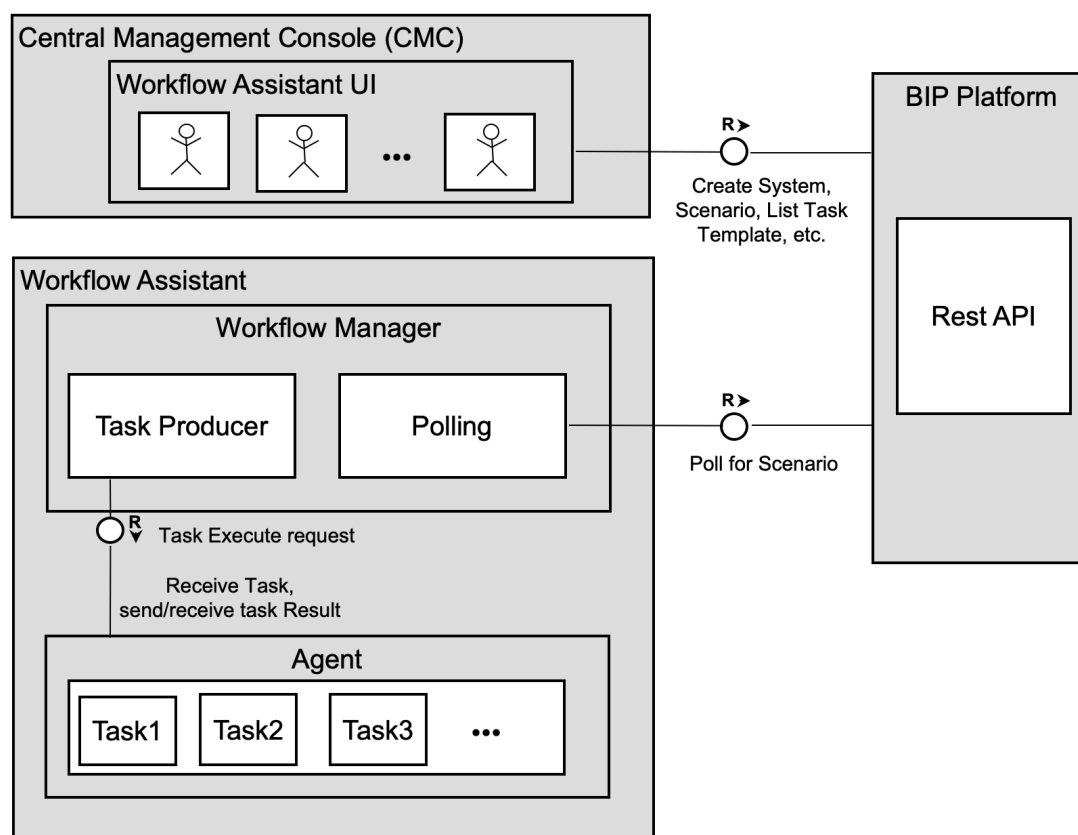 Central Management Console (CMC)
Workflow Assistant UI
•••
R
Create System,
Scenario, List Task
Template, etc.
BIP Platform
Rest API
Workflow Assistant
Workflow Manager
Task Producer
Polling
R
Poll for Scenario
R
Task Execute request
Receive Task,
send/receive task Result
Agent
Task1
Task2
Task3
•••